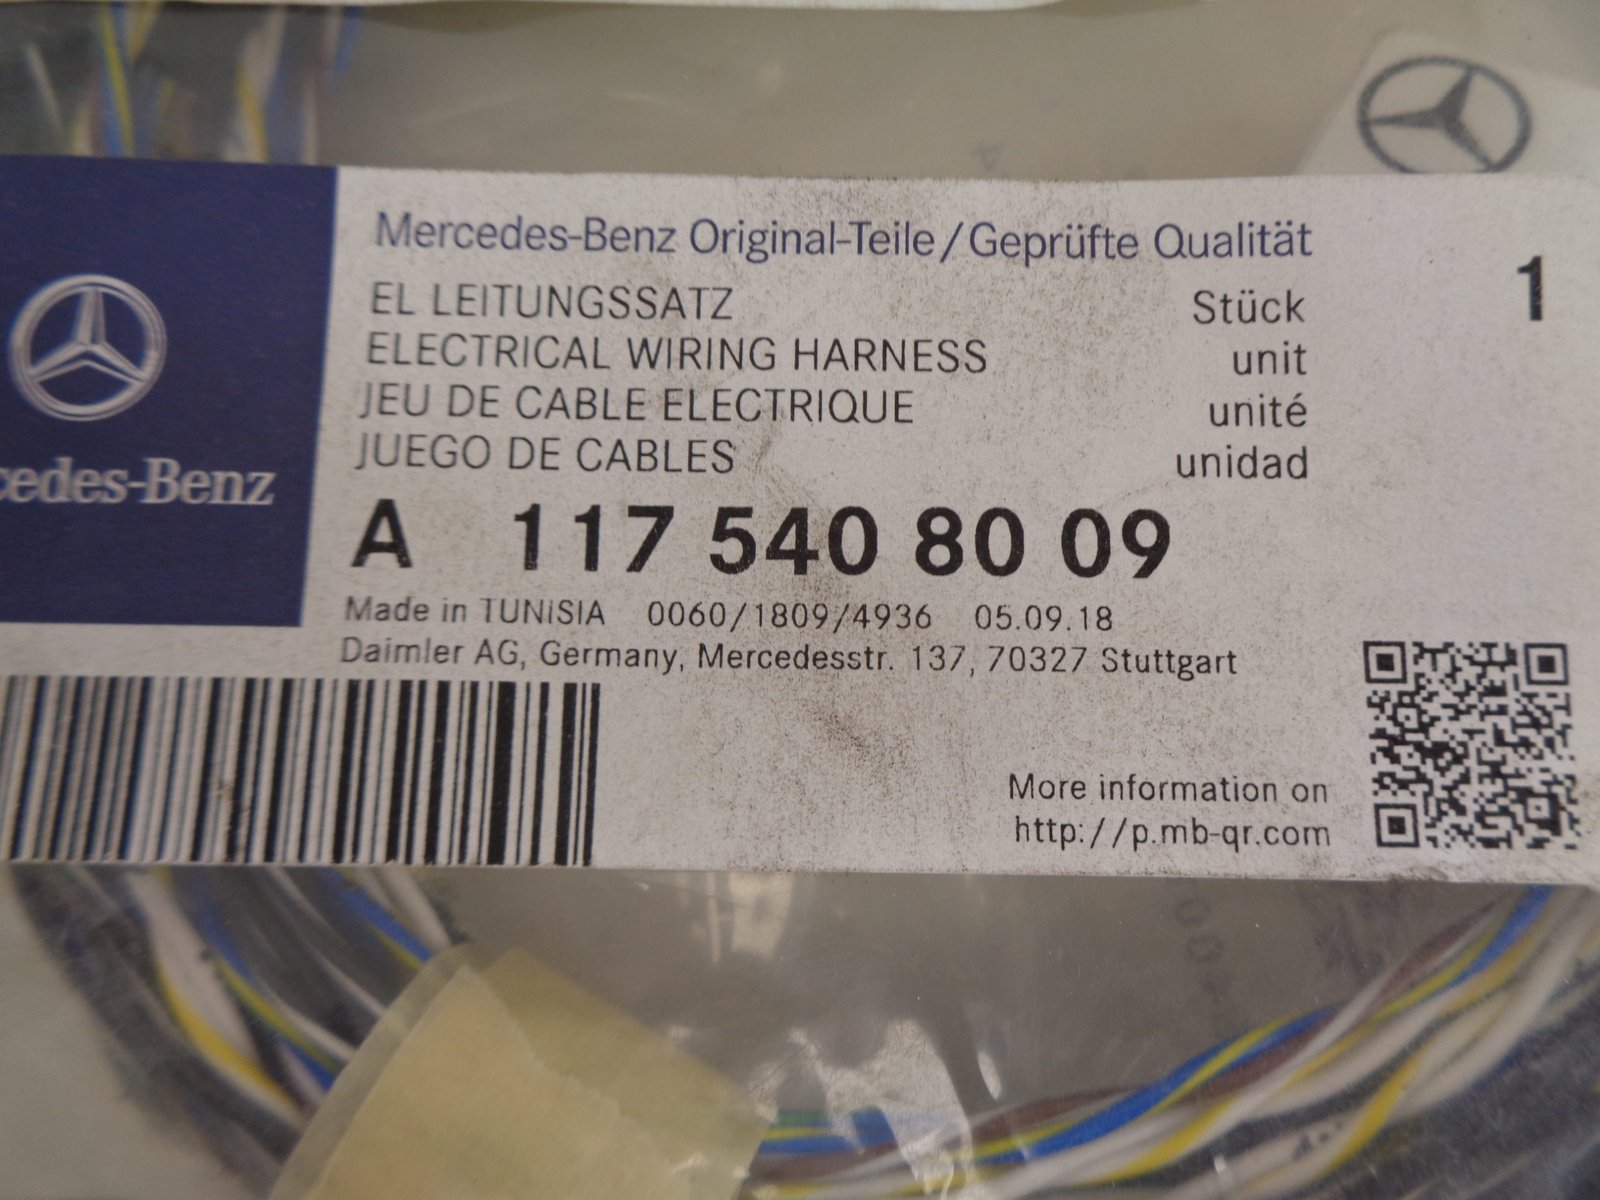 Mercedes-Benz Original-Teile/Geprüfte Qualität
EL LEITUNGSSATZ Stück 1
ELECTRICAL WIRING HARNESS unit
JEU DE CABLE ELECTRIQUE unité
JUEGO DE CABLES unidad
cedes-Benz
A 117 540 80 09
Made in TUNISIA 0060/1809/4936 05.09.18
Daimler AG, Germany, Mercedesstr. 137, 70327 Stuttgart
More information on
http://p.mb-qr.com